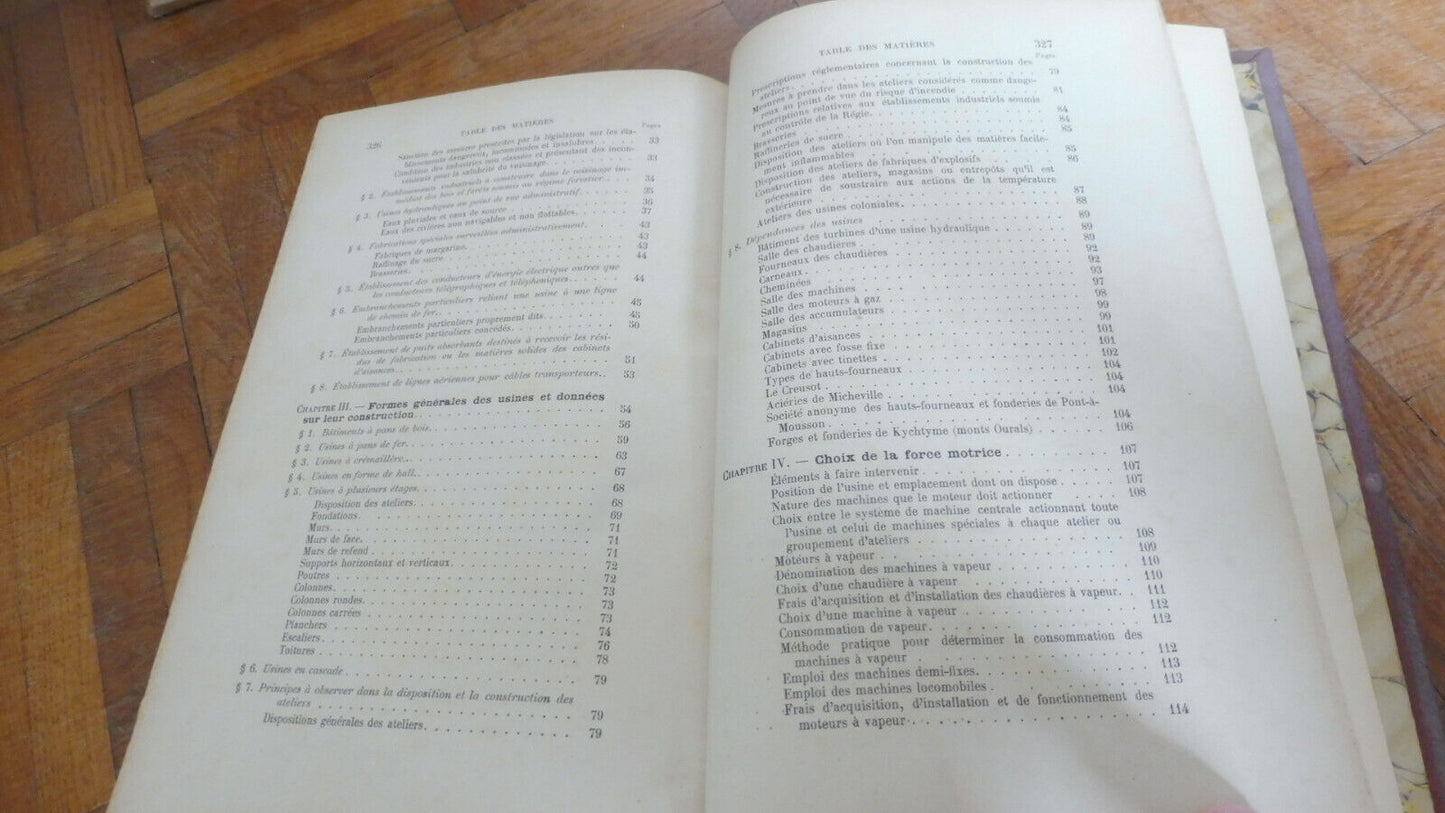 326
TABLE DES MATIÈRES
Pages
Sanction des mesures prescrites par la législation sur les éta-
blissements dangereux, incommodes et insalubres . . . 33
Condition des industries non classées et présentant des incon-
vénients pour la salubrité du voisinage. . . . 33
§ 2. Établissements industriels à construire dans le voisinage im-
médiat des bois et forêts soumis au régime forestier . . . 34
§ 3. Usines hydrauliques au point de vue administratif. . . . 35
Eaux pluviales et eaux de source . . . 36
Eaux des rivières non navigables et non flottables. . . . 37
§ 4. Fabrications spéciales surveillées administrativement. . . . 43
Fabriques de margarine. . . . 43
Raffinage du sucre. . . . 43
Brasseries. . . . 44
§ 5. Établissement des conducteurs d'énergie électrique autres que
les conducteurs télégraphiques et téléphoniques. . . . 44
§ 6. Embranchements particuliers reliant une usine à une ligne
de chemin de fer. . . . 45
Embranchements particuliers proprement dits. . . . 45
Embranchements particuliers concédés. . . . 50
§ 7. Établissement de puits absorbants destinés à recevoir les rési-
dus de fabrication ou les matières solides des cabinets
d'aisances. . . . 51
§ 8. Établissement de lignes aériennes pour câbles transporteurs. . 53
CHAPITRE III. — Formes générales des usines et données
sur leur construction. . . . 54
§ 1. Bâtiments à pans de bois. . . . 56
§ 2. Usines à pans de fer. . . . 59
§ 3. Usines à crémaillère. . . . 63
§ 4. Usines en forme de hall. . . . 67
§ 5. Usines à plusieurs étages. . . . 68
Disposition des ateliers. . . . 68
Fondations. . . . 69
Murs. . . . 71
Murs de face. . . . 71
Murs de refend . . . 71
Supports horizontaux et verticaux. . . . 72
Poutres . . . 72
Colonnes. . . . 73
Colonnes rondes. . . . 73
Colonnes carrées . . . 73
Planchers . . . 74
Escaliers. . . . 76
Toitures . . . 78
§ 6. Usines en cascade . . . 79
§ 7. Principes à observer dans la disposition et la construction des
ateliers . . . 79
Dispositions générales des ateliers. . . . 79
TABLE DES MATIÈRES
327
Pages
Prescriptions réglementaires concernant la construction des
ateliers. . . . 79
Mesures à prendre dans les ateliers considérés comme dange-
reux au point de vue du risque d'incendie . . . 81
Prescriptions relatives aux établissements industriels soumis
au contrôle de la Régie. . . . 84
Brasseries . . . 84
Raffineries de sucre . . . 85
Disposition des ateliers où l'on manipule des matières facile-
ment inflammables . . . 85
Disposition des ateliers de fabriques d'explosifs . . . 86
Construction des ateliers, magasins ou entrepôts qu'il est
nécessaire de soustraire aux actions de la température
extérieure . . . 87
Ateliers des usines coloniales. . . . 88
§ 8. Dépendances des usines . . . 89
Bâtiment des turbines d'une usine hydraulique . . . 89
Salle des chaudières . . . 89
Fourneaux des chaudières . . . 92
Carneaux . . . 92
Cheminées . . . 93
Salle des machines . . . 97
Salle des moteurs à gaz . . . 98
Salle des accumulateurs . . . 99
Magasins . . . 99
Cabinets d'aisances. . . . 101
Cabinets avec fosse fixe . . . 101
Cabinets avec tinettes . . . 102
Types de hauts-fourneaux . . . 104
Le Creusot . . . 104
Aciéries de Micheville . . . 104
Société anonyme des hauts-fourneaux et fonderies de Pont-à-
Mousson . . . 104
Forges et fonderies de Kychtyme (monts Ourals) . . . 106
CHAPITRE IV. — Choix de la force motrice . . . 107
Éléments à faire intervenir . . . 107
Position de l'usine et emplacement dont on dispose . . . 107
Nature des machines que le moteur doit actionner . . . 108
Choix entre le système de machine centrale actionnant toute
l'usine et celui de machines spéciales à chaque atelier ou
groupement d'ateliers . . . 108
Moteurs à vapeur . . . 109
Dénomination des machines à vapeur . . . 110
Choix d'une chaudière à vapeur . . . 110
Frais d'acquisition et d'installation des chaudières à vapeur. . 111
Choix d'une machine à vapeur . . . 112
Consommation de vapeur. . . . 112
Méthode pratique pour déterminer la consommation des
machines à vapeur . . . 112
Emploi des machines demi-fixes. . . . 113
Emploi des machines locomobiles . . . 113
Frais d'acquisition, d'installation et de fonctionnement des
moteurs à vapeur . . . 114